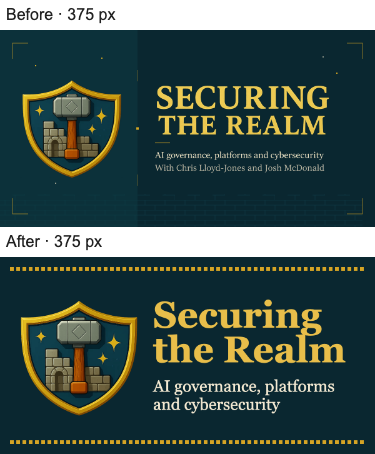 Before · 375 px
SECURING
THE REALM
AI governance, platforms and cybersecurity
With Chris Lloyd-Jones and Josh McDonald
After · 375 px
Securing
the Realm
AI governance, platforms
and cybersecurity